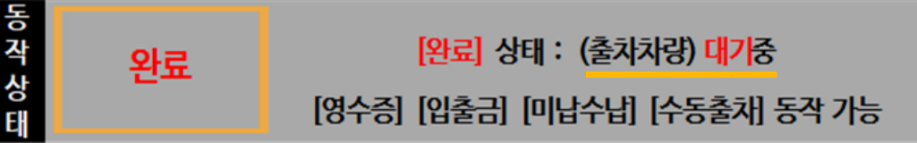 동작상태
완료
[완료] 상태 : (출차차량) 대기중
[영수증] [입출금] [미납수납] [수동출차] 동작 가능